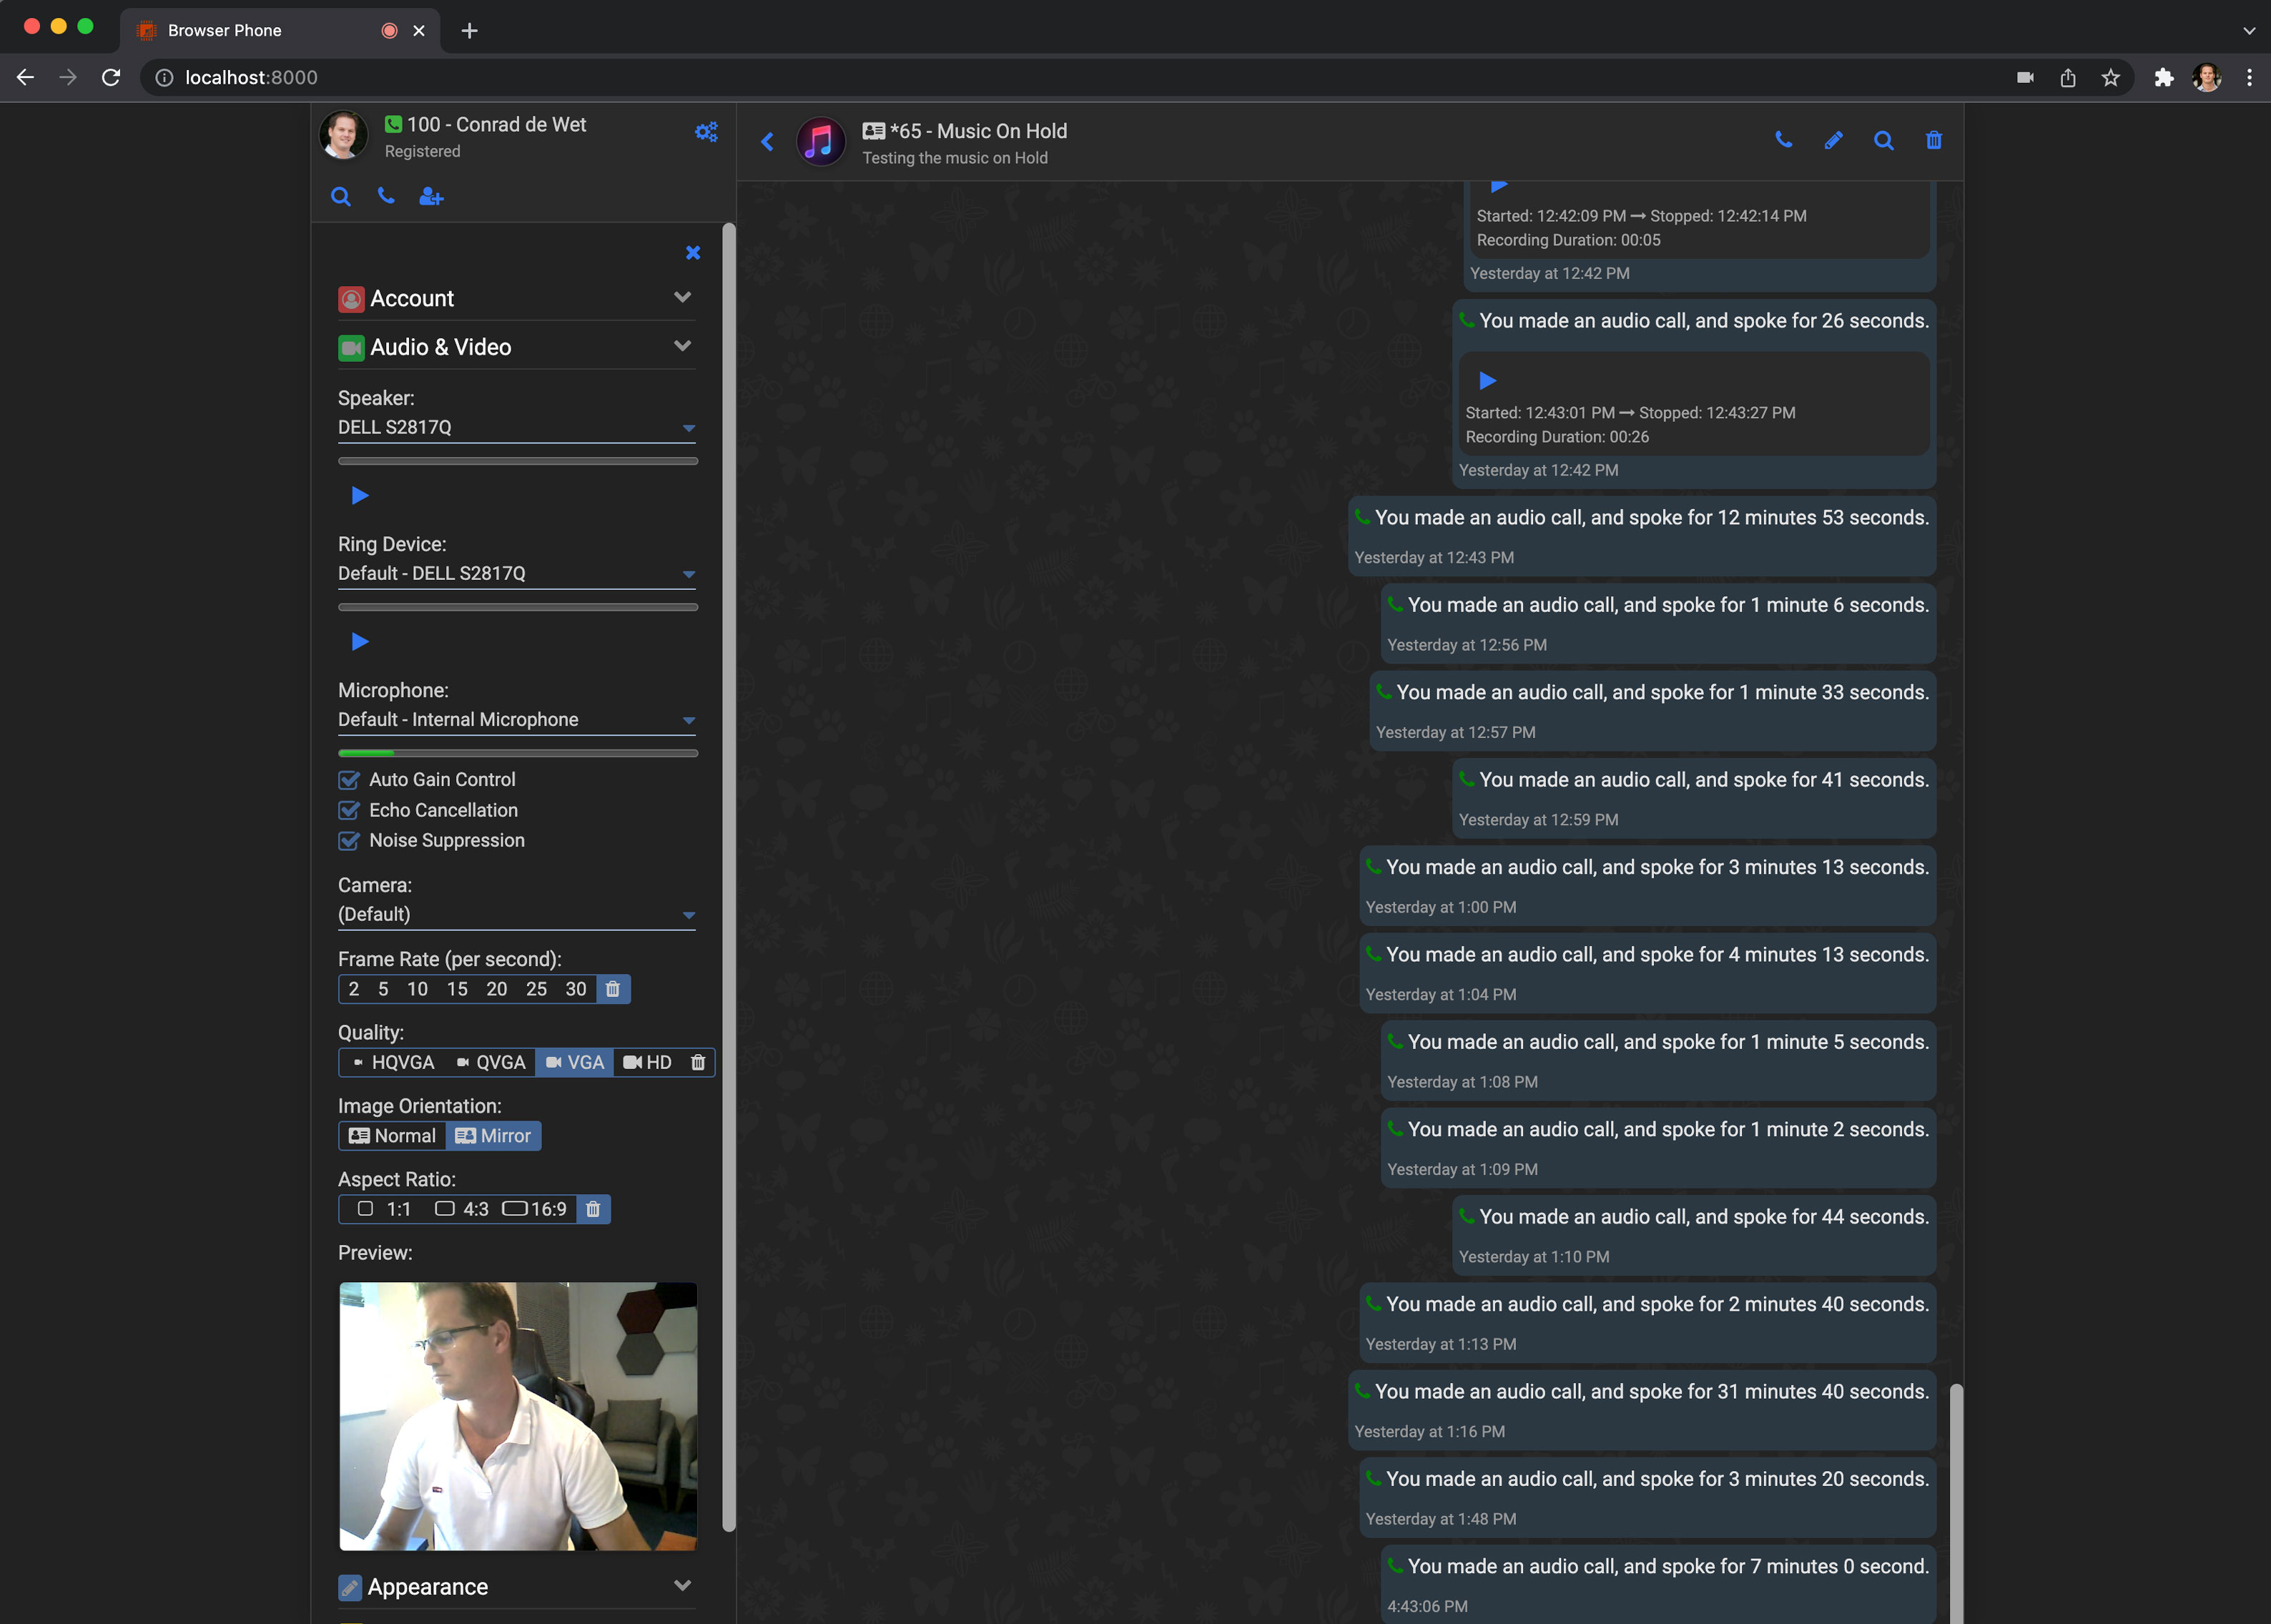 Browser Phone
localhost:8000
100 - Conrad de Wet
Registered
Account
Audio & Video
Speaker:
DELL S2817Q
Ring Device:
Default - DELL S2817Q
Microphone:
Default - Internal Microphone
Auto Gain Control
Echo Cancellation
Noise Suppression
Camera:
(Default)
Frame Rate (per second):
2 5 10 15 20 25 30
Quality:
HQVGA QVGA VGA HD
Image Orientation:
Normal Mirror
Aspect Ratio:
1:1 4:3 16:9
Preview:
Appearance
*65 - Music On Hold
Testing the music on Hold
Started: 12:42:09 PM → Stopped: 12:42:14 PM
Recording Duration: 00:05
Yesterday at 12:42 PM
You made an audio call, and spoke for 26 seconds.
Started: 12:43:01 PM → Stopped: 12:43:27 PM
Recording Duration: 00:26
Yesterday at 12:42 PM
You made an audio call, and spoke for 12 minutes 53 seconds.
Yesterday at 12:43 PM
You made an audio call, and spoke for 1 minute 6 seconds.
Yesterday at 12:56 PM
You made an audio call, and spoke for 1 minute 33 seconds.
Yesterday at 12:57 PM
You made an audio call, and spoke for 41 seconds.
Yesterday at 12:59 PM
You made an audio call, and spoke for 3 minutes 13 seconds.
Yesterday at 1:00 PM
You made an audio call, and spoke for 4 minutes 13 seconds.
Yesterday at 1:04 PM
You made an audio call, and spoke for 1 minute 5 seconds.
Yesterday at 1:08 PM
You made an audio call, and spoke for 1 minute 2 seconds.
Yesterday at 1:09 PM
You made an audio call, and spoke for 44 seconds.
Yesterday at 1:10 PM
You made an audio call, and spoke for 2 minutes 40 seconds.
Yesterday at 1:13 PM
You made an audio call, and spoke for 31 minutes 40 seconds.
Yesterday at 1:16 PM
You made an audio call, and spoke for 3 minutes 20 seconds.
Yesterday at 1:48 PM
You made an audio call, and spoke for 7 minutes 0 second.
4:43:06 PM